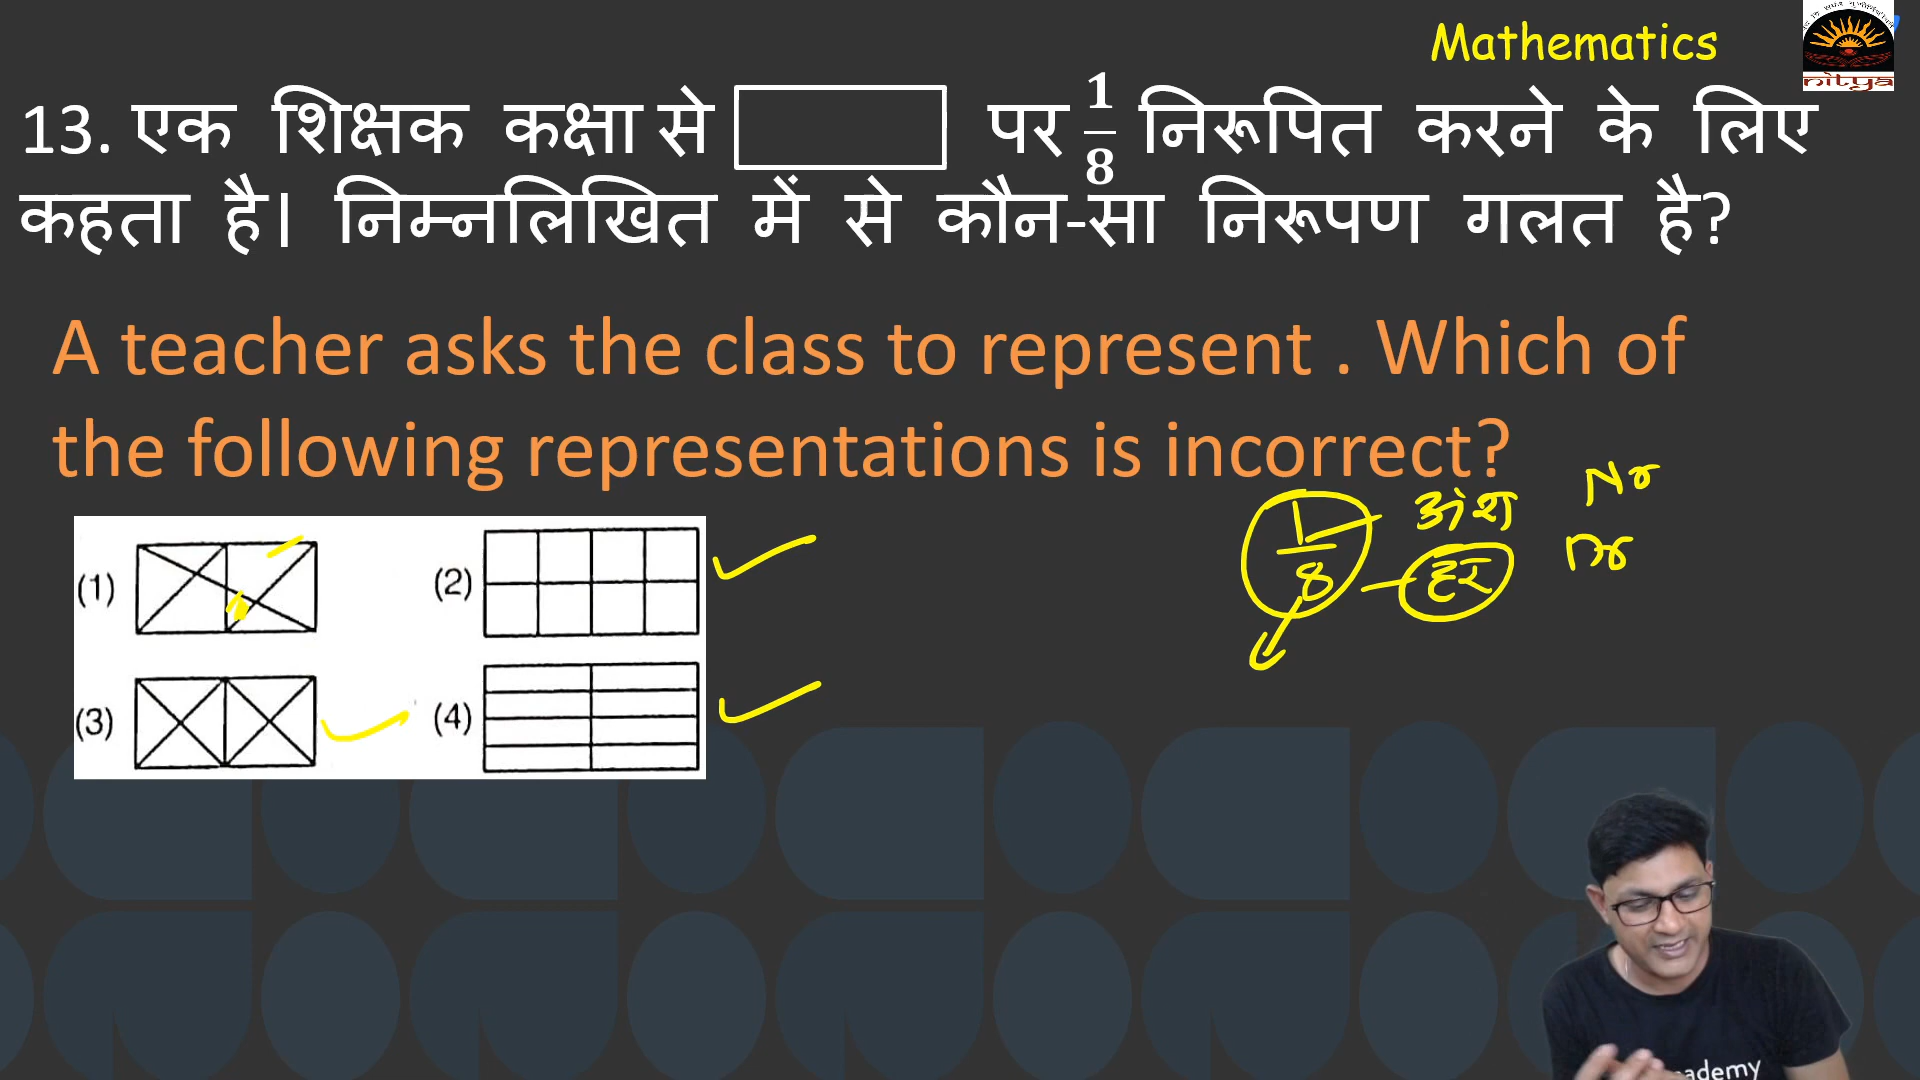 Mathematics
nitya
13. एक शिक्षक कक्षा से पर 1/8 निरूपित करने के लिए
कहता है। निम्नलिखित में से कौन-सा निरूपण गलत है?
A teacher asks the class to represent . Which of
the following representations is incorrect?
(1) (2)
(3) (4)
1/8 अंश Nr
हर Dr
ademy